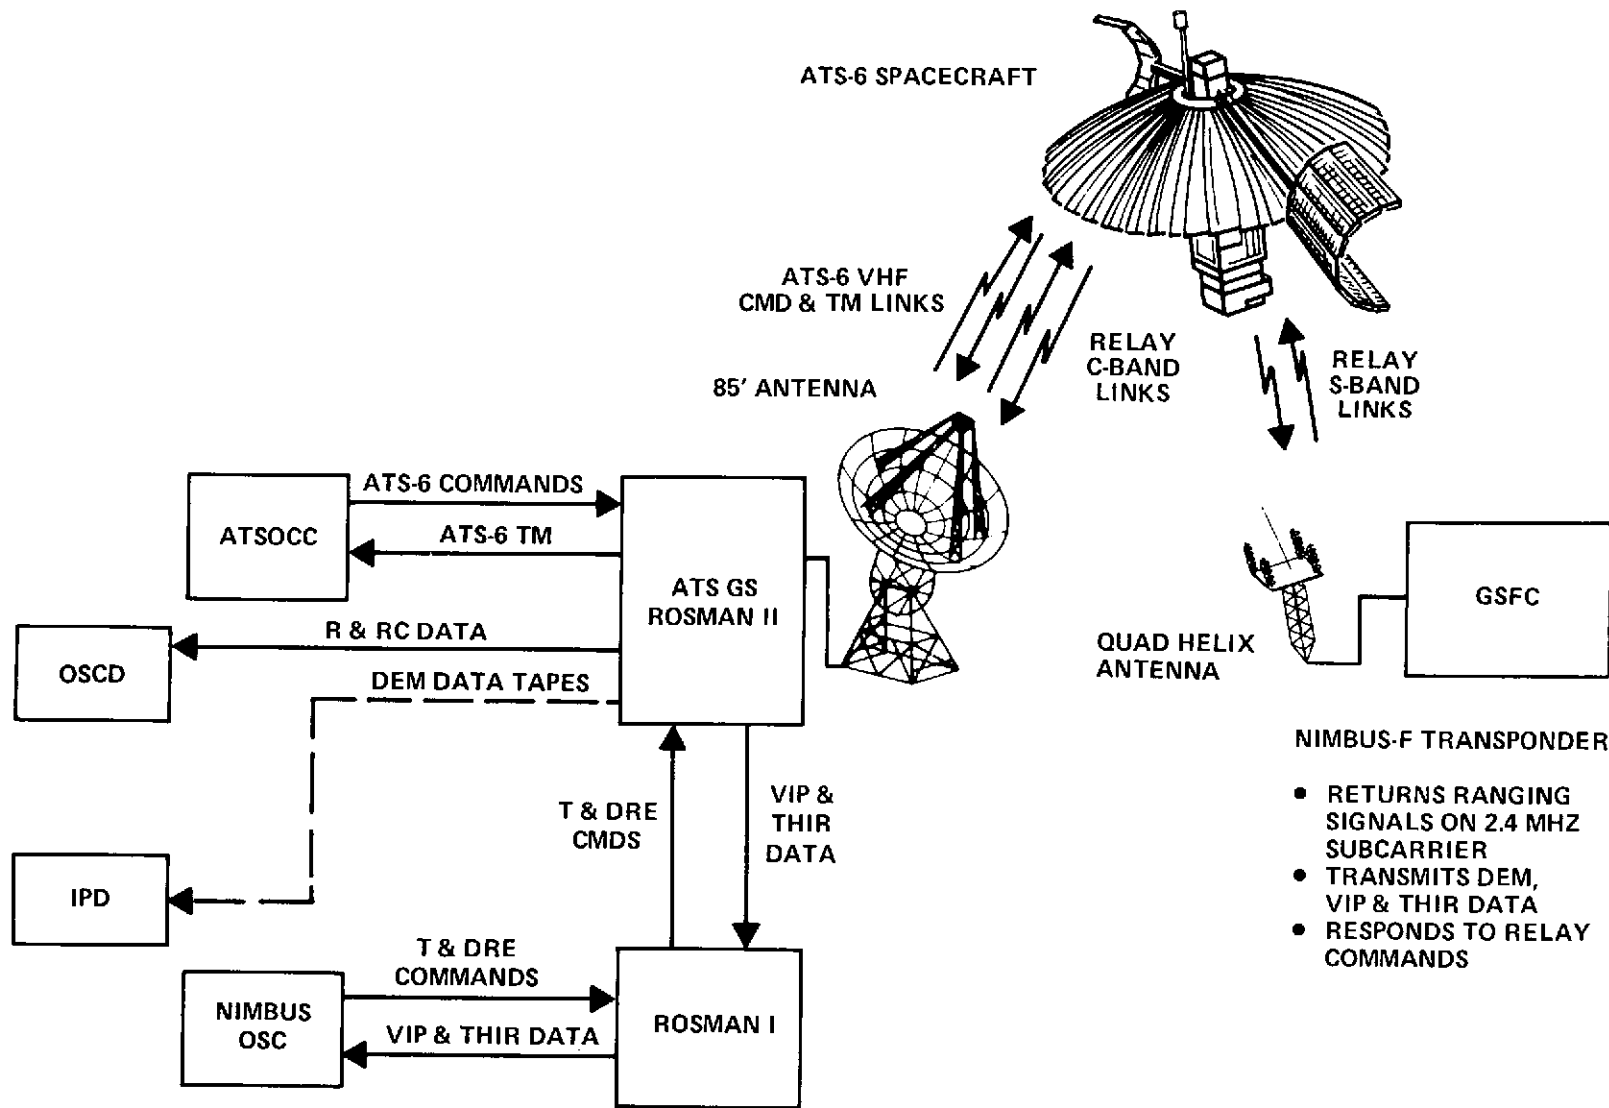 ATS-6 SPACECRAFT
ATS-6 VHF
CMD & TM LINKS
RELAY
C-BAND
LINKS
RELAY
S-BAND
LINKS
85' ANTENNA
ATSOCC
ATS-6 COMMANDS
ATS-6 TM
ATS GS
ROSMAN II
R & RC DATA
OSCD
DEM DATA TAPES
QUAD HELIX
ANTENNA
GSFC
NIMBUS-F TRANSPONDER
• RETURNS RANGING
SIGNALS ON 2.4 MHZ
SUBCARRIER
• TRANSMITS DEM,
VIP & THIR DATA
• RESPONDS TO RELAY
COMMANDS
T & DRE
CMDS
VIP &
THIR
DATA
IPD
T & DRE
COMMANDS
NIMBUS
OSC
VIP & THIR DATA
ROSMAN I